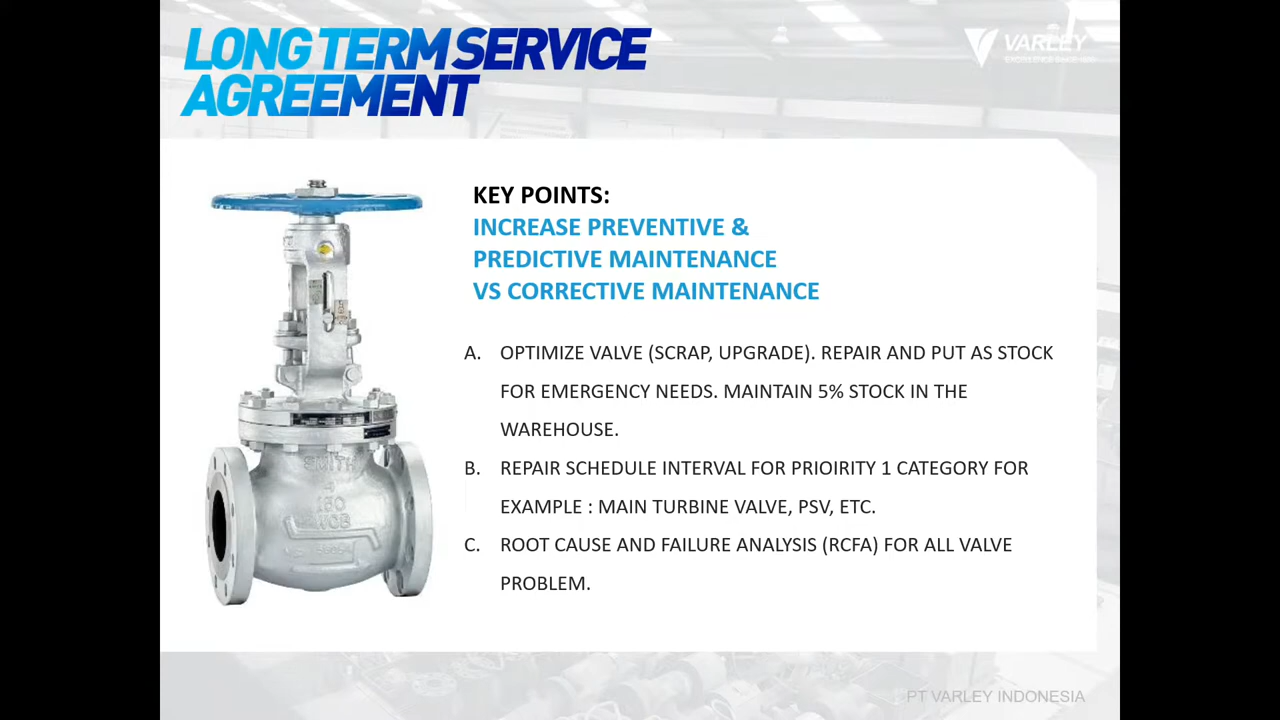 LONG TERM SERVICE
AGREEMENT
VARLEY
KEY POINTS:
INCREASE PREVENTIVE &
PREDICTIVE MAINTENANCE
VS CORRECTIVE MAINTENANCE
A. OPTIMIZE VALVE (SCRAP, UPGRADE). REPAIR AND PUT AS STOCK
FOR EMERGENCY NEEDS. MAINTAIN 5% STOCK IN THE
WAREHOUSE.
B. REPAIR SCHEDULE INTERVAL FOR PRIOIRITY 1 CATEGORY FOR
EXAMPLE : MAIN TURBINE VALVE, PSV, ETC.
C. ROOT CAUSE AND FAILURE ANALYSIS (RCFA) FOR ALL VALVE
PROBLEM.
SMITH
4
150
WCB
PT VARLEY INDONESIA